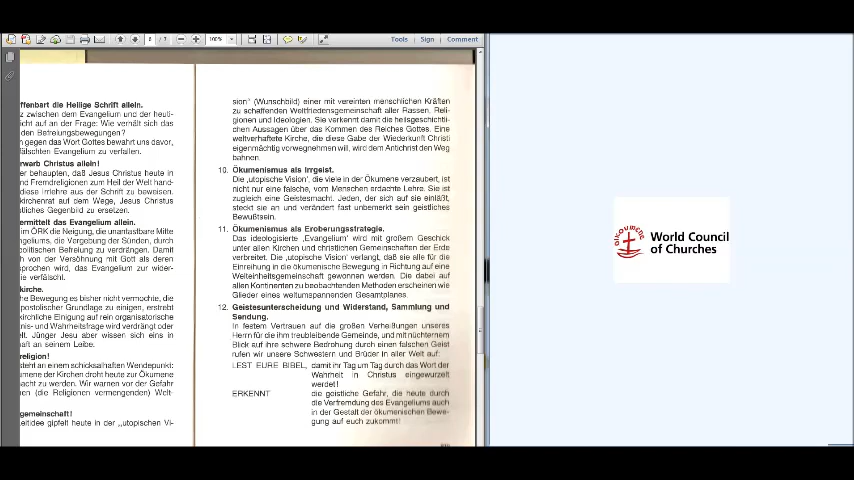 6 / 7
100%
Tools
Sign
Comment
ffenbart die Heilige Schrift allein.
z zwischen dem Evangelium und der heuti-
icht auf an der Frage: Wie verhält sich das
den Befreiungsbewegungen?
n gegen das Wort Gottes bewahrt uns davor,
fälschten Evangelium zu verfallen.
rwarb Christus allein!
er behaupten, daß Jesus Christus heute in
nd Fremdreligionen zum Heil der Welt hand-
diese Irrlehre aus der Schrift zu beweisen.
kirchenrat auf dem Wege, Jesus Christus
stliches Gegenbild zu ersetzen.
ermittelt das Evangelium allein.
im ÖRK die Neigung, die unantastbare Mitte
ngeliums, die Vergebung der Sünden, durch
politischen Befreiung zu verdrängen. Damit
ch von der Versöhnung mit Gott als deren
sprochen wird, das Evangelium zur wider-
ie verfälscht.
kirche.
he Bewegung es bisher nicht vermochte, die
postolischer Grundlage zu einigen, erstrebt
kirchliche Einigung auf rein organisatorische
nis- und Wahrheitsfrage wird verdrängt oder
lt. Jünger Jesu aber wissen sich eins in
haft an seinem Leibe.
religion!
steht an einem schicksalhaften Wendepunkt:
mene der Kirchen droht heute zur Ökumene
macht zu werden. Wir warnen vor der Gefahr
en (die Religionen vermengenden) Welt-
gemeinschaft!
eitidee gipfelt heute in der „utopischen Vi-
sion“ (Wunschbild) einer mit vereinten menschlichen Kräften
zu schaffenden Weltfriedensgemeinschaft aller Rassen, Reli-
gionen und Ideologien. Sie verkennt damit die heilsgeschichtli-
chen Aussagen über das Kommen des Reiches Gottes. Eine
weltverhaftete Kirche, die diese Gabe der Wiederkunft Christi
eigenmächtig vorwegnehmen will, wird dem Antichrist den Weg
bahnen.
10. Ökumenismus als Irrgeist.
Die ‚utopische Vision‘, die viele in der Ökumene verzaubert, ist
nicht nur eine falsche, vom Menschen erdachte Lehre. Sie ist
zugleich eine Geistesmacht. Jeden, der sich auf sie einläßt,
steckt sie an und verändert fast unbemerkt sein geistliches
Bewußtsein.
11. Ökumenismus als Eroberungsstrategie.
Das ideologisierte ‚Evangelium‘ wird mit großem Geschick
unter allen Kirchen und christlichen Gemeinschaften der Erde
verbreitet. Die ‚utopische Vision‘ verlangt, daß sie alle für die
Einreihung in die ökumenische Bewegung in Richtung auf eine
Welteinheitsgemeinschaft gewonnen werden. Die dabei auf
allen Kontinenten zu beobachtenden Methoden erscheinen wie
Glieder eines weltumspannenden Gesamtplanes.
12. Geistesunterscheidung und Widerstand, Sammlung und
Sendung.
In festem Vertrauen auf die großen Verheißungen unseres
Herrn für die ihm treubleibende Gemeinde, und mit nüchternem
Blick auf ihre schwere Bedrohung durch einen falschen Geist
rufen wir unsere Schwestern und Brüder in aller Welt auf:
LEST EURE BIBEL, damit ihr Tag um Tag durch das Wort der
Wahrheit in Christus eingewurzelt
werdet!
ERKENNT die geistliche Gefahr, die heute durch
die Verfremdung des Evangeliums auch
in der Gestalt der ökumenischen Bewe-
gung auf euch zukommt!
OIKOUMENE
World Council
of Churches